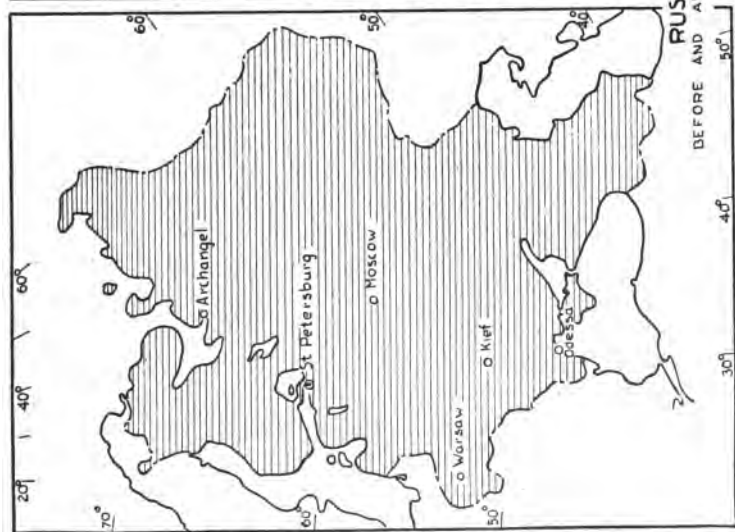 20°
40°
60°
70°
60°
50°
60°
50°
40°
30°
40°
50°
Archangel
St Petersburg
Moscow
Warsaw
Kief
Odessa
RUS
BEFORE AND A